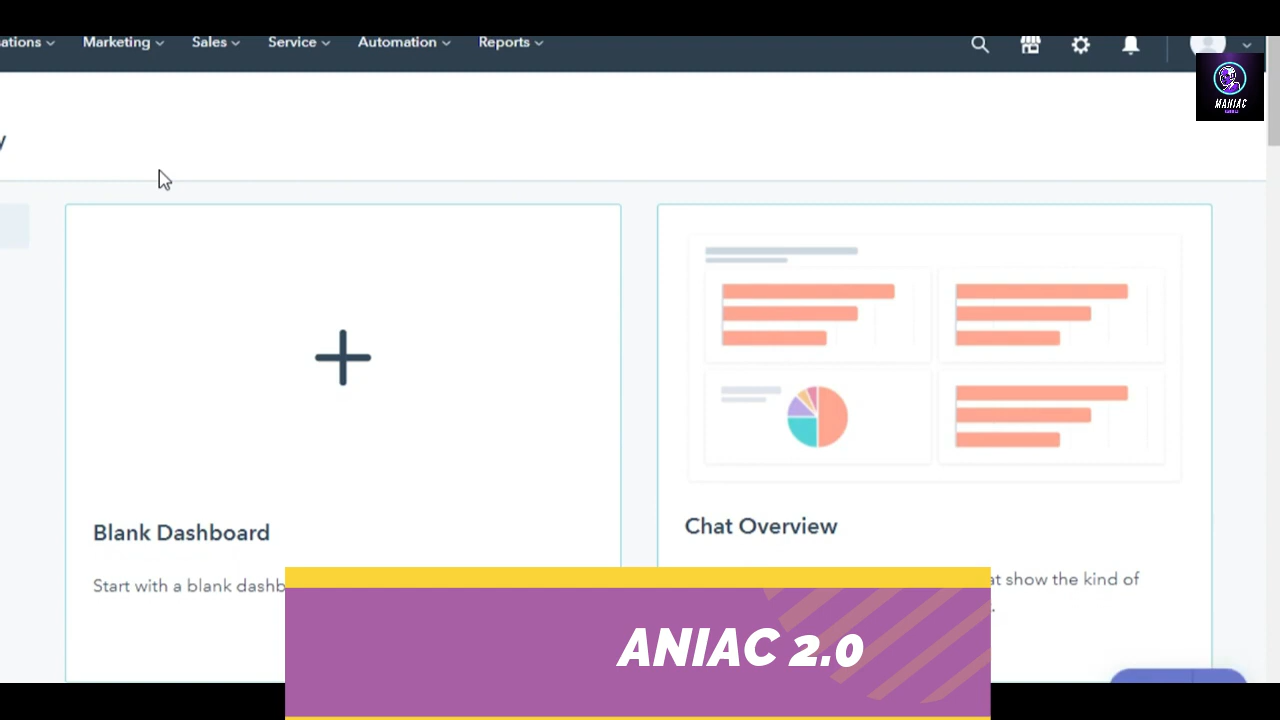 ations Marketing Sales Service Automation Reports
MANIAC
y
Blank Dashboard
Chat Overview
Start with a blank dashb
at show the kind of
ANIAC 2.0